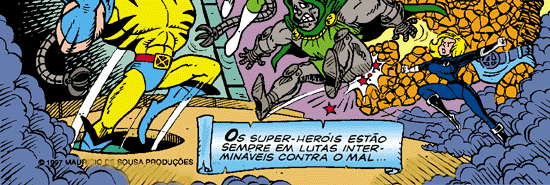 OS SUPER-HERÓIS ESTÃO
SEMPRE EM LUTAS INTER-
MINÁVEIS CONTRA O MAL...
© 1997 MAURICIO DE SOUSA PRODUÇÕES